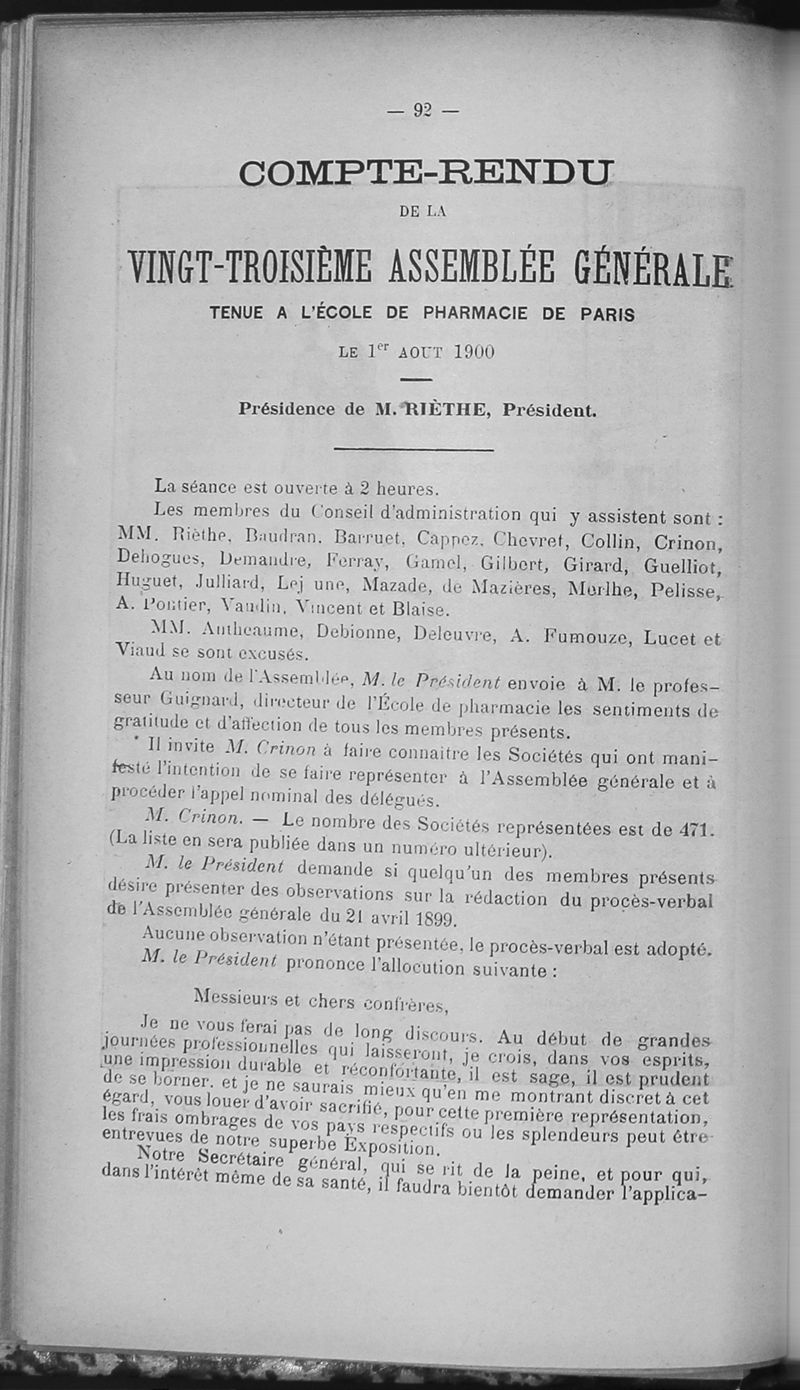 — 92 —
COMPTE-RENDU
DE LA
VINGT-TROISIÈME ASSEMBLÉE GÉNÉRALE
TENUE A L'ÉCOLE DE PHARMACIE DE PARIS
LE 1er AOUT 1900
Présidence de M. RIÈTHE, Président.
La séance est ouverte à 2 heures.
Les membres du Conseil d'administration qui y assistent sont :
MM. Rièthe, Baudran, Barruet, Cappez, Chevret, Collin, Crinon,
Dehogues, Demandre, Ferray, Gamel, Gilbert, Girard, Guelliot,
Huguet, Julliard, Lej une, Mazade, de Mazières, Merlhe, Pelisse,
A. Pontier, Vaudin, Vincent et Blaise.
MM. Antheaume, Debionne, Deleuvre, A. Fumouze, Lucet et
Viaud se sont excusés.
Au nom de l'Assemblée, M. le Président envoie à M. le profes-
seur Guignard, directeur de l'École de pharmacie les sentiments de
gratitude et d'affection de tous les membres présents.
Il invite M. Crinon à faire connaitre les Sociétés qui ont mani-
festé l'intention de se faire représenter à l'Assemblée générale et à
procéder l'appel nominal des délégués.
M. Crinon. — Le nombre des Sociétés représentées est de 471.
(La liste en sera publiée dans un numéro ultérieur).
M. le Président demande si quelqu'un des membres présents
désire présenter des observations sur la rédaction du procès-verbal
de l'Assemblée générale du 21 avril 1899.
Aucune observation n'étant présentée, le procès-verbal est adopté.
M. le Président prononce l'allocution suivante :
Messieurs et chers confrères,
Je ne vous ferai pas de long discours. Au début de grandes
journées professionnelles qui laisseront, je crois, dans vos esprits,
une impression durable et réconfortante, il est sage, il est prudent
de se borner. et je ne saurais mieux qu'en me montrant discret à cet
égard, vous louer d'avoir sacrifié, pour cette première représentation,
les frais ombrages de vos pays respectifs ou les splendeurs peut être
entrevues de notre superbe Exposition.
Notre Secrétaire général, qui se rit de la peine, et pour qui,
dans l'intérêt même de sa santé, il faudra bientôt demander l'applica-